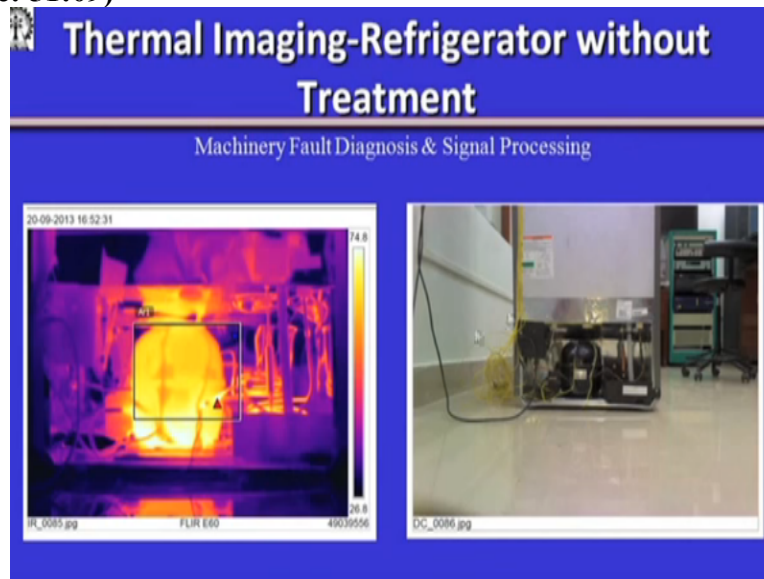 Thermal Imaging-Refrigerator without
Treatment
Machinery Fault Diagnosis & Signal Processing
20-09-2013 16:52:31
74.8
Ar1
26.8
IR_0085.jpg FLIR E60 49039556
DC_0086.jpg